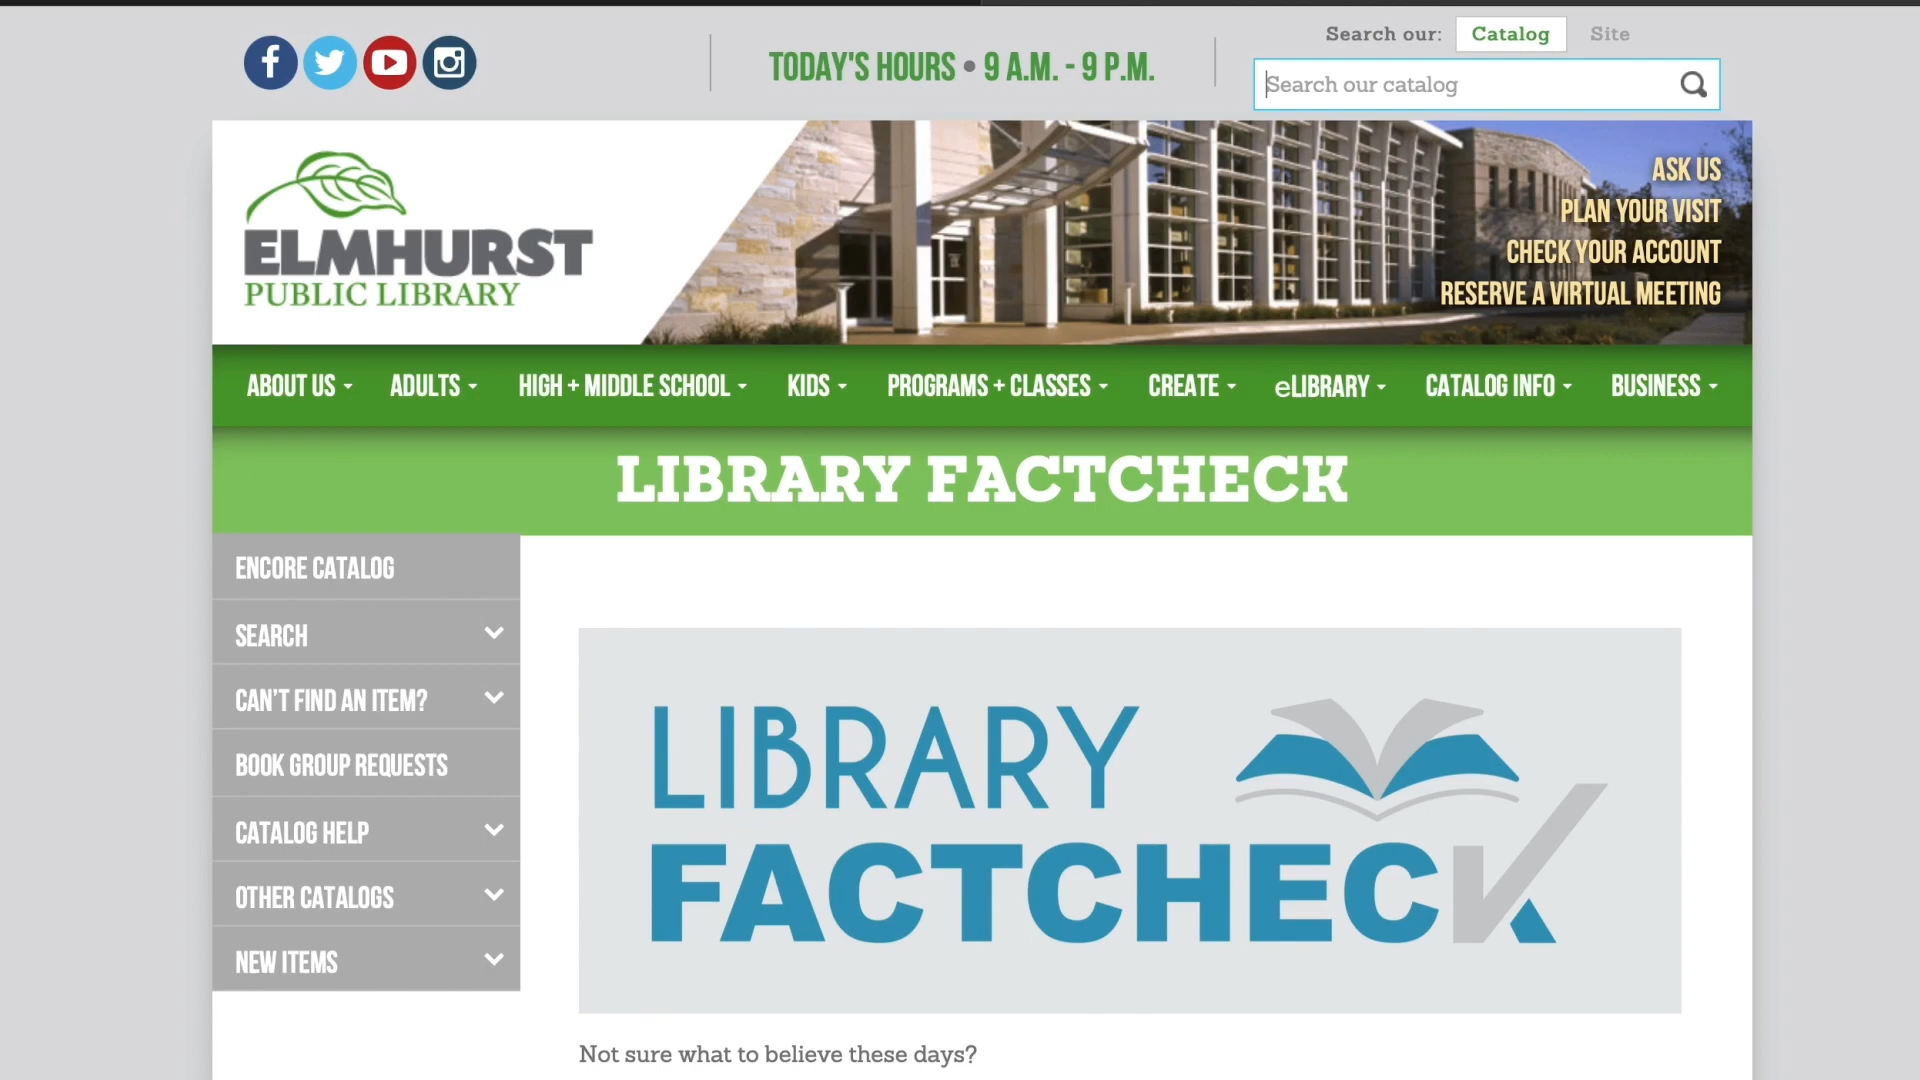 TODAY'S HOURS • 9 A.M. - 9 P.M.
Search our: Catalog Site
Search our catalog
ELMHURST
PUBLIC LIBRARY
ASK US
PLAN YOUR VISIT
CHECK YOUR ACCOUNT
RESERVE A VIRTUAL MEETING
ABOUT US ADULTS HIGH + MIDDLE SCHOOL KIDS PROGRAMS + CLASSES CREATE eLIBRARY CATALOG INFO BUSINESS
LIBRARY FACTCHECK
ENCORE CATALOG
SEARCH
CAN'T FIND AN ITEM?
BOOK GROUP REQUESTS
CATALOG HELP
OTHER CATALOGS
NEW ITEMS
LIBRARY
FACTCHECK
Not sure what to believe these days?